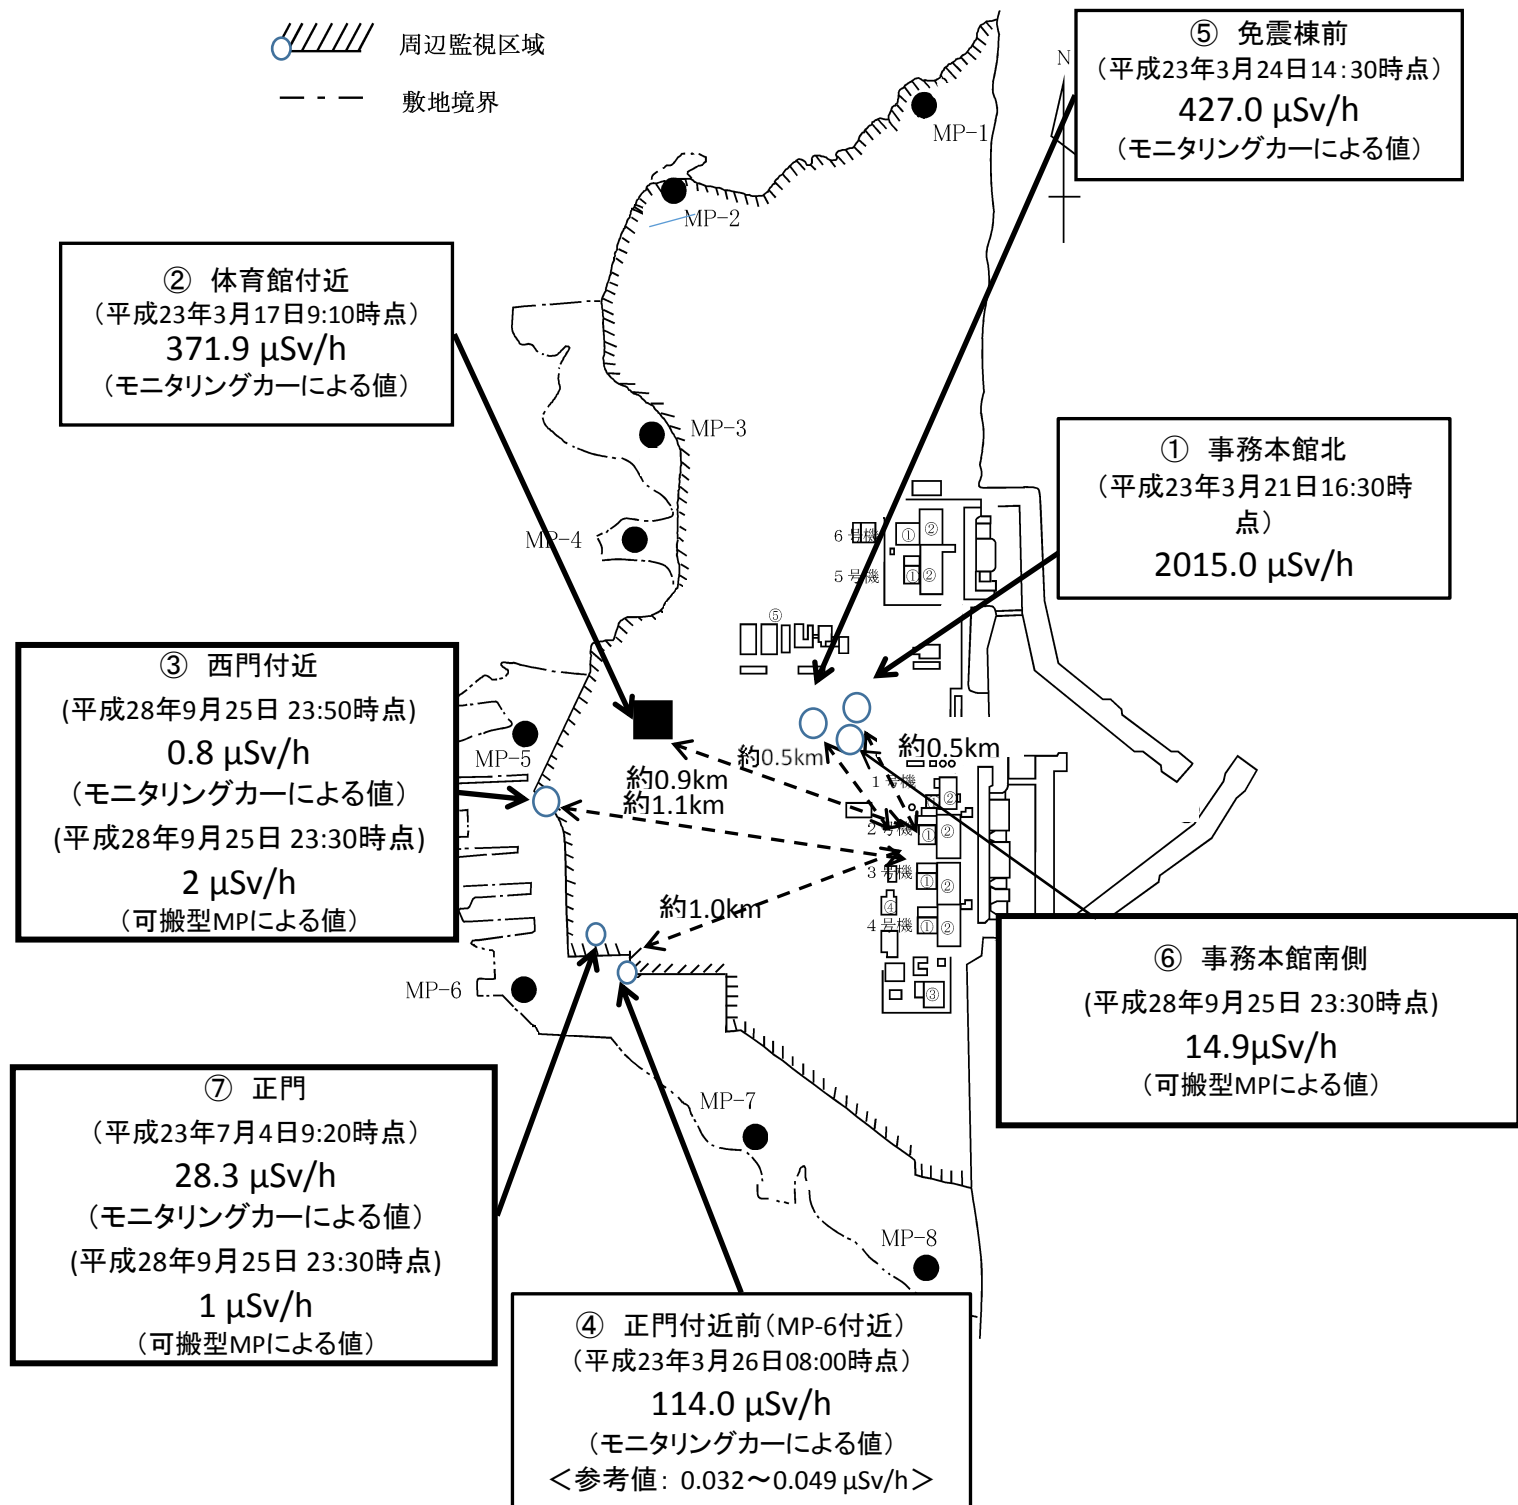 周辺監視区域
敷地境界
⑤ 免震棟前
(平成23年3月24日14:30時点)
427.0 μSv/h
(モニタリングカーによる値)
N
MP-1
MP-2
② 体育館付近
(平成23年3月17日9:10時点)
371.9 μSv/h
(モニタリングカーによる値)
MP-3
① 事務本館北
(平成23年3月21日16:30時
点)
2015.0 μSv/h
MP-4
6号機
① ②
5号機
① ②
⑤
③ 西門付近
(平成28年9月25日 23:50時点)
0.8 μSv/h
(モニタリングカーによる値)
(平成28年9月25日 23:30時点)
2 μSv/h
(可搬型MPによる値)
MP-5
約0.5km
約0.5km
約0.9km
約1.1km
1号機
① ②
2号機
① ②
3号機
① ②
④
4号機
① ②
③
約1.0km
MP-6
⑥ 事務本館南側
(平成28年9月25日 23:30時点)
14.9μSv/h
(可搬型MPによる値)
⑦ 正門
(平成23年7月4日9:20時点)
28.3 μSv/h
(モニタリングカーによる値)
(平成28年9月25日 23:30時点)
1 μSv/h
(可搬型MPによる値)
MP-7
MP-8
④ 正門付近前(MP-6付近)
(平成23年3月26日08:00時点)
114.0 μSv/h
(モニタリングカーによる値)
<参考値: 0.032~0.049 μSv/h>